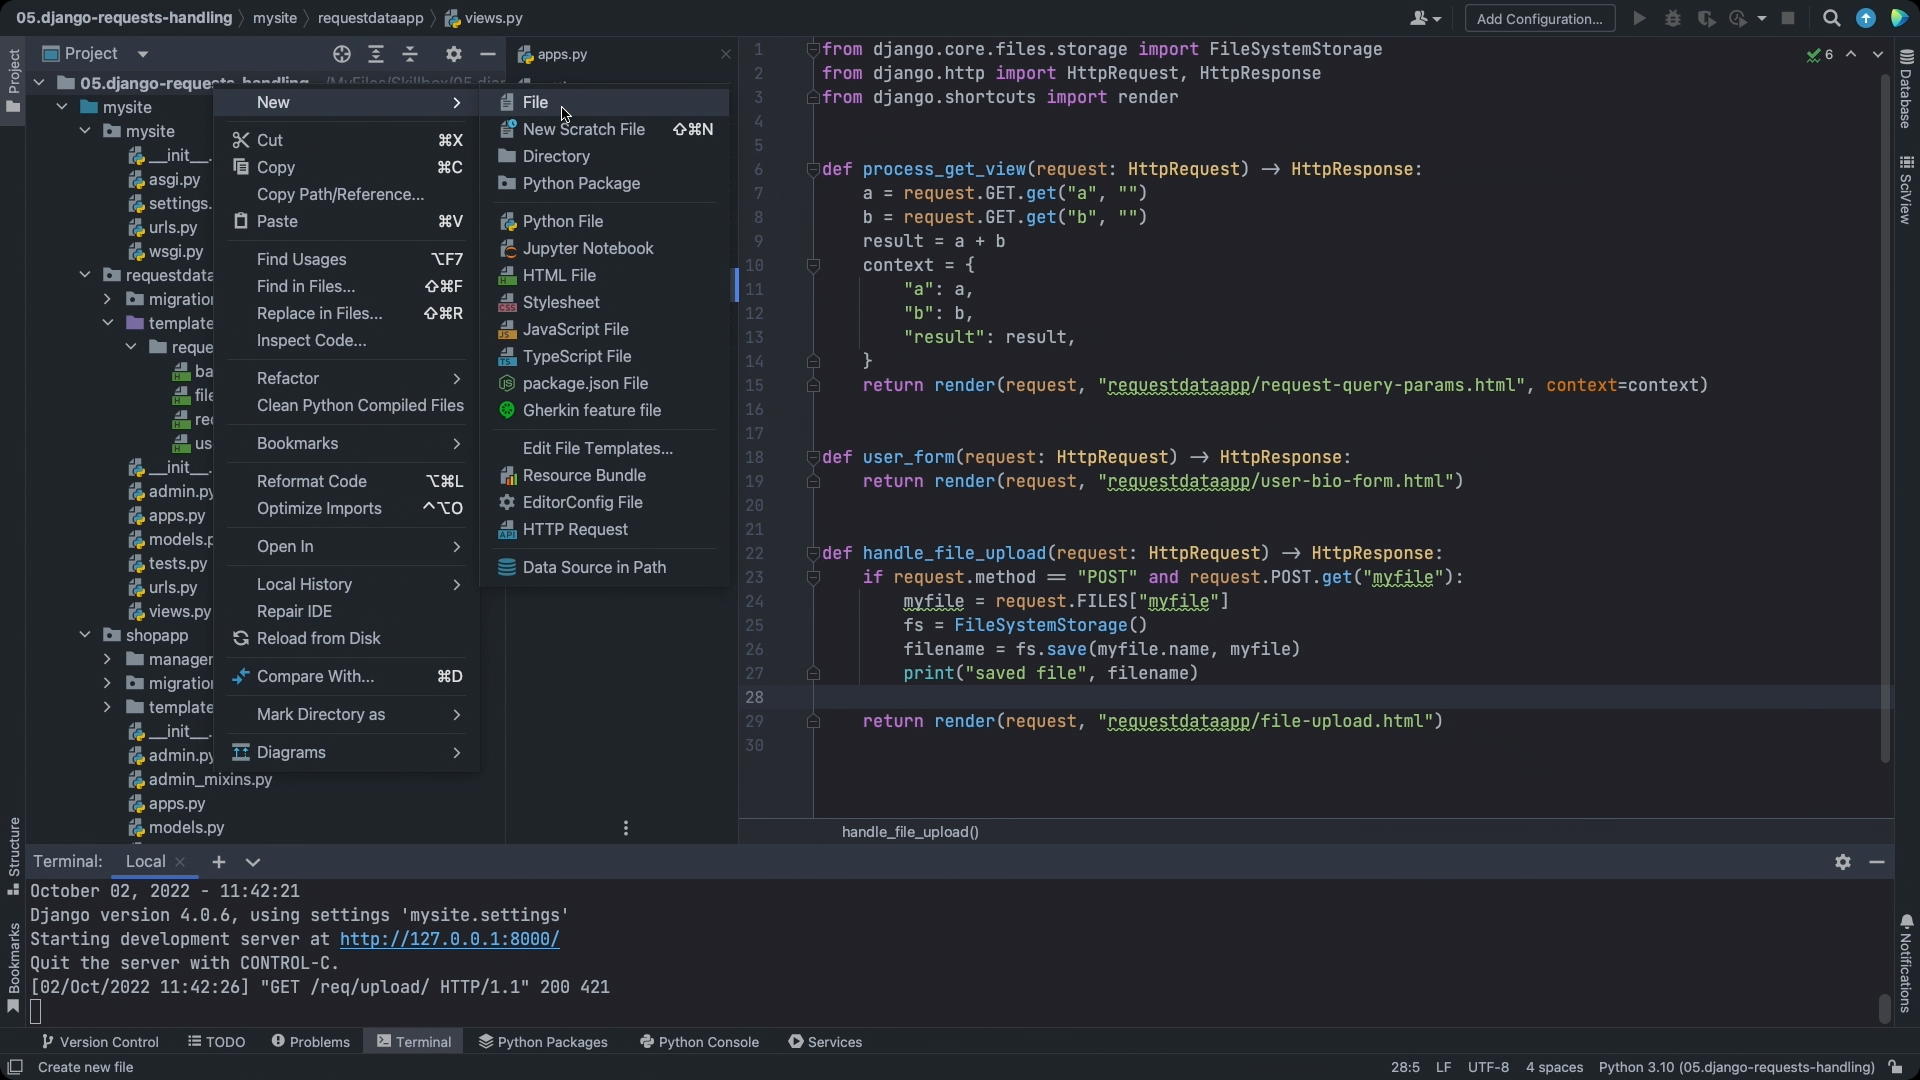 05.django-requests-handling mysite requestdataapp views.py
Add Configuration...
Project
apps.py
05.django-reques
mysite
mysite
__init__.
asgi.py
settings.
urls.py
wsgi.py
requestdata
migration
template
reque
ba
file
re
us
__init__.
admin.py
apps.py
models.p
tests.py
urls.py
views.py
shopapp
manager
migration
template
__init__.
admin.py
admin_mixins.py
apps.py
models.py
New
Cut ⌘X
Copy ⌘C
Copy Path/Reference...
Paste ⌘V
Find Usages ⌥F7
Find in Files... ⇧⌘F
Replace in Files... ⇧⌘R
Inspect Code...
Refactor
Clean Python Compiled Files
Bookmarks
Reformat Code ⌥⌘L
Optimize Imports ^⌥O
Open In
Local History
Repair IDE
Reload from Disk
Compare With... ⌘D
Mark Directory as
Diagrams
File
New Scratch File ⇧⌘N
Directory
Python Package
Python File
Jupyter Notebook
HTML File
Stylesheet
JavaScript File
TypeScript File
package.json File
Gherkin feature file
Edit File Templates...
Resource Bundle
EditorConfig File
HTTP Request
Data Source in Path
1 from django.core.files.storage import FileSystemStorage
2 from django.http import HttpRequest, HttpResponse
3 from django.shortcuts import render
4
5
6 def process_get_view(request: HttpRequest) → HttpResponse:
7 a = request.GET.get("a", "")
8 b = request.GET.get("b", "")
9 result = a + b
10 context = {
11 "a": a,
12 "b": b,
13 "result": result,
14 }
15 return render(request, "requestdataapp/request-query-params.html", context=context)
16
17
18 def user_form(request: HttpRequest) → HttpResponse:
19 return render(request, "requestdataapp/user-bio-form.html")
20
21
22 def handle_file_upload(request: HttpRequest) → HttpResponse:
23 if request.method == "POST" and request.POST.get("myfile"):
24 myfile = request.FILES["myfile"]
25 fs = FileSystemStorage()
26 filename = fs.save(myfile.name, myfile)
27 print("saved file", filename)
28
29 return render(request, "requestdataapp/file-upload.html")
30
6
handle_file_upload()
Project
Structure
Bookmarks
Database
SciView
Notifications
Terminal: Local
October 02, 2022 - 11:42:21
Django version 4.0.6, using settings 'mysite.settings'
Starting development server at http://127.0.0.1:8000/
Quit the server with CONTROL-C.
[02/Oct/2022 11:42:26] "GET /req/upload/ HTTP/1.1" 200 421
Version Control TODO Problems Terminal Python Packages Python Console Services
Create new file 28:5 LF UTF-8 4 spaces Python 3.10 (05.django-requests-handling)